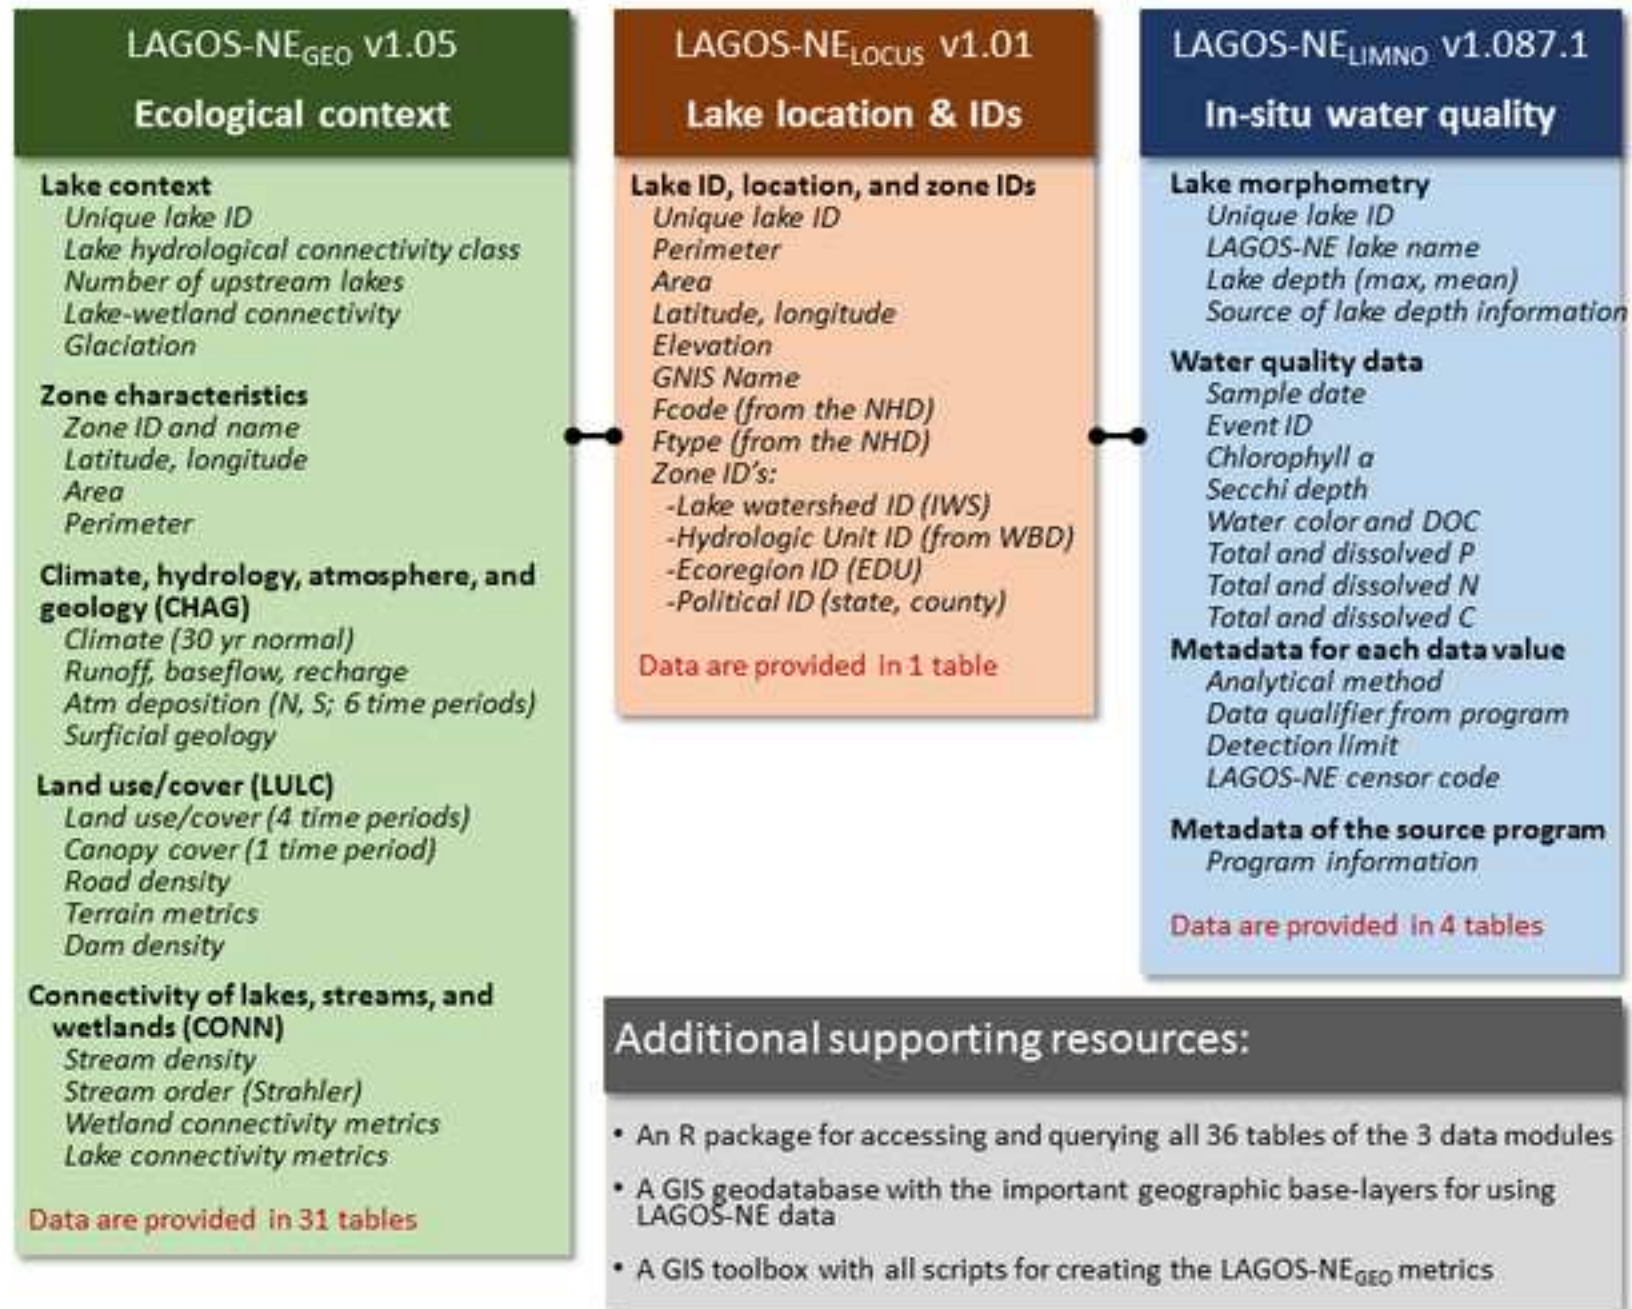 LAGOS-NEGEO v1.05
Ecological context
Lake context
Unique lake ID
Lake hydrological connectivity class
Number of upstream lakes
Lake-wetland connectivity
Glaciation
Zone characteristics
Zone ID and name
Latitude, longitude
Area
Perimeter
Climate, hydrology, atmosphere, and
geology (CHAG)
Climate (30 yr normal)
Runoff, baseflow, recharge
Atm deposition (N, S; 6 time periods)
Surficial geology
Land use/cover (LULC)
Land use/cover (4 time periods)
Canopy cover (1 time period)
Road density
Terrain metrics
Dam density
Connectivity of lakes, streams, and
wetlands (CONN)
Stream density
Stream order (Strahler)
Wetland connectivity metrics
Lake connectivity metrics
Data are provided in 31 tables
LAGOS-NELOCUS v1.01
Lake location & IDs
Lake ID, location, and zone IDs
Unique lake ID
Perimeter
Area
Latitude, longitude
Elevation
GNIS Name
Fcode (from the NHD)
Ftype (from the NHD)
Zone ID's:
-Lake watershed ID (IWS)
-Hydrologic Unit ID (from WBD)
-Ecoregion ID (EDU)
-Political ID (state, county)
Data are provided in 1 table
LAGOS-NELIMNO v1.087.1
In-situ water quality
Lake morphometry
Unique lake ID
LAGOS-NE lake name
Lake depth (max, mean)
Source of lake depth information
Water quality data
Sample date
Event ID
Chlorophyll a
Secchi depth
Water color and DOC
Total and dissolved P
Total and dissolved N
Total and dissolved C
Metadata for each data value
Analytical method
Data qualifier from program
Detection limit
LAGOS-NE censor code
Metadata of the source program
Program information
Data are provided in 4 tables
Additional supporting resources:
• An R package for accessing and querying all 36 tables of the 3 data modules
• A GIS geodatabase with the important geographic base-layers for using
LAGOS-NE data
• A GIS toolbox with all scripts for creating the LAGOS-NEGEO metrics